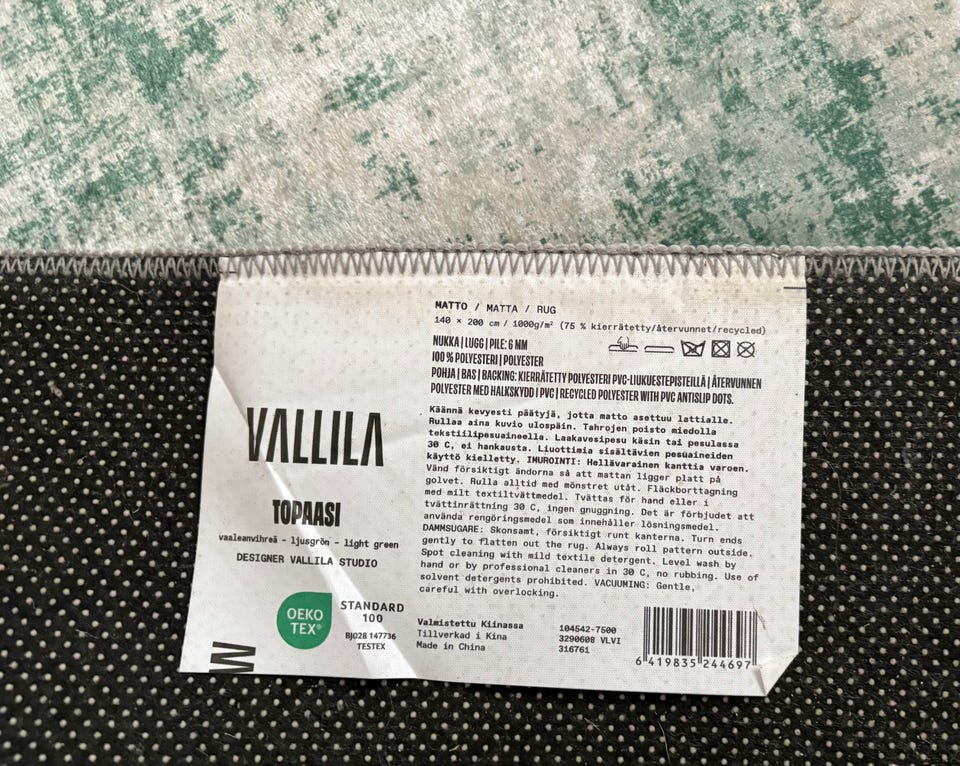 VALLILA
TOPAASI
vaaleanvihreä - ljusgrön - light green
DESIGNER VALLILA STUDIO
OEKO
TEX®
STANDARD
100
BJ028 147736
TESTEX
MATTO / MATTA / RUG
140 × 200 cm / 1000g/m² (75 % kierrätetty/återvunnet/recycled)
NUKKA | LUGG | PILE: 6 MM
100 % POLYESTERI | POLYESTER
POHJA | BAS | BACKING: KIERRÄTETTY POLYESTERI PVC-LIUKUESTEPISTEILLÄ | ÅTERVUNNEN
POLYESTER MED HALKSKYDD I PVC | RECYCLED POLYESTER WITH PVC ANTISLIP DOTS.
Käännä kevyesti päätyjä, jotta matto asettuu lattialle.
Rullaa aina kuvio ulospäin. Tahrojen poisto miedolla
tekstiilipesuaineella. Laakavesipesu käsin tai pesulassa
30 C, ei hankausta. Liuottimia sisältävien pesuaineiden
käyttö kielletty. IMUROINTI: Hellävarainen kanttia varoen.
Vänd försiktigt ändorna så att mattan ligger platt på
golvet. Rulla alltid med mönstret utåt. Fläckborttagning
med milt textiltvättmedel. Tvättas för hand eller i
tvättinrättning 30 C, ingen gnuggning. Det är förbjudet att
använda rengöringsmedel som innehåller lösningsmedel.
DAMMSUGARE: Skonsamt, försiktigt runt kanterna. Turn ends
gently to flatten out the rug. Always roll pattern outside.
Spot cleaning with mild textile detergent. Level wash by
hand or by professional cleaners in 30 C, no rubbing. Use of
solvent detergents prohibited. VACUUMING: Gentle,
careful with overlocking.
Valmistettu Kiinassa
Tillverkad i Kina
Made in China
104542-7500
3290608 VLVI
316761
6 419835 244697